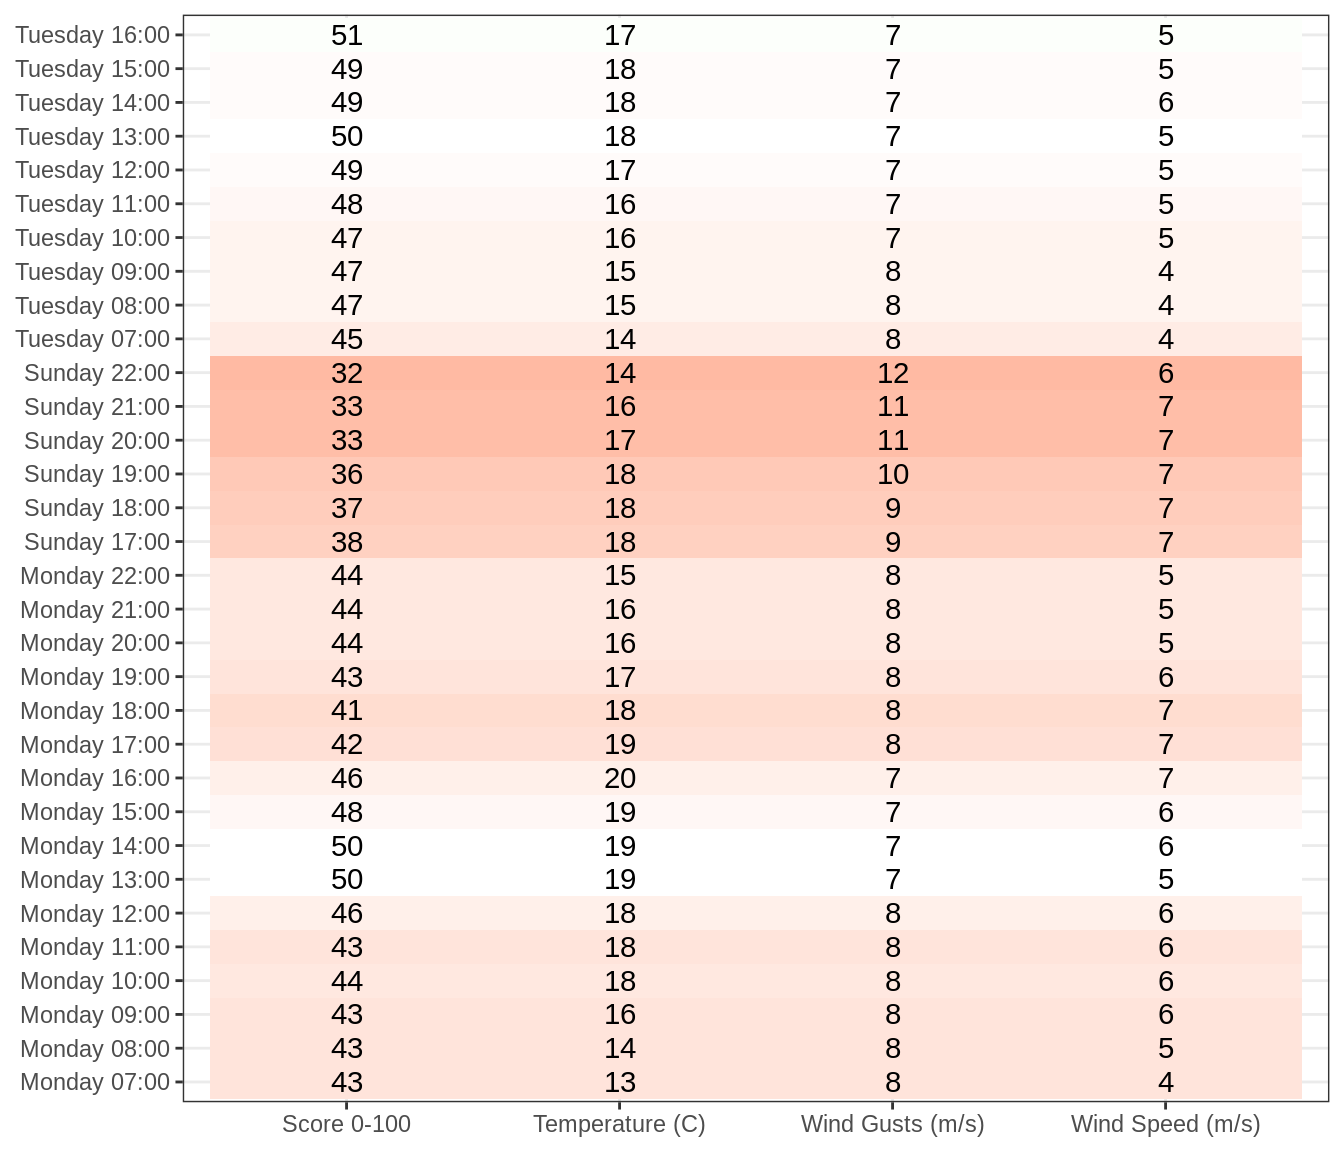 Tuesday 16:00 51 17 7 5
Tuesday 15:00 49 18 7 5
Tuesday 14:00 49 18 7 6
Tuesday 13:00 50 18 7 5
Tuesday 12:00 49 17 7 5
Tuesday 11:00 48 16 7 5
Tuesday 10:00 47 16 7 5
Tuesday 09:00 47 15 8 4
Tuesday 08:00 47 15 8 4
Tuesday 07:00 45 14 8 4
Sunday 22:00 32 14 12 6
Sunday 21:00 33 16 11 7
Sunday 20:00 33 17 11 7
Sunday 19:00 36 18 10 7
Sunday 18:00 37 18 9 7
Sunday 17:00 38 18 9 7
Monday 22:00 44 15 8 5
Monday 21:00 44 16 8 5
Monday 20:00 44 16 8 5
Monday 19:00 43 17 8 6
Monday 18:00 41 18 8 7
Monday 17:00 42 19 8 7
Monday 16:00 46 20 7 7
Monday 15:00 48 19 7 6
Monday 14:00 50 19 7 6
Monday 13:00 50 19 7 5
Monday 12:00 46 18 8 6
Monday 11:00 43 18 8 6
Monday 10:00 44 18 8 6
Monday 09:00 43 16 8 6
Monday 08:00 43 14 8 5
Monday 07:00 43 13 8 4
Score 0-100 Temperature (C) Wind Gusts (m/s) Wind Speed (m/s)